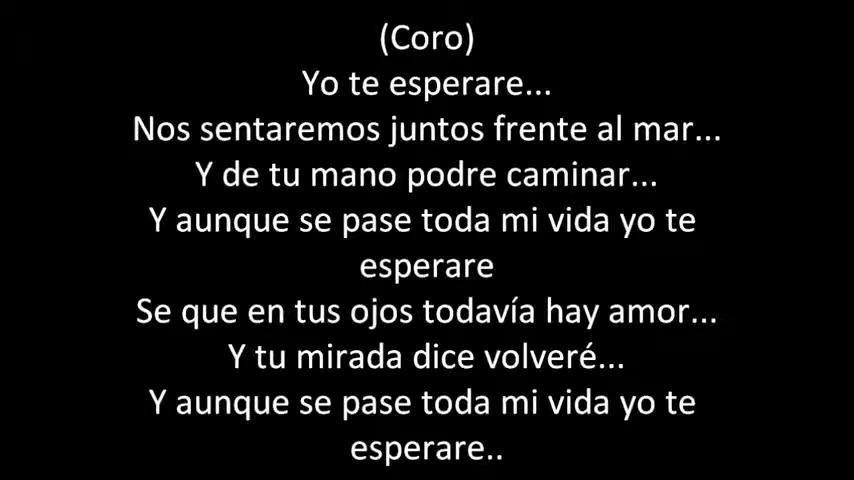 (Coro)
Yo te esperare...
Nos sentaremos juntos frente al mar...
Y de tu mano podre caminar...
Y aunque se pase toda mi vida yo te
esperare
Se que en tus ojos todavía hay amor...
Y tu mirada dice volveré...
Y aunque se pase toda mi vida yo te
esperare..